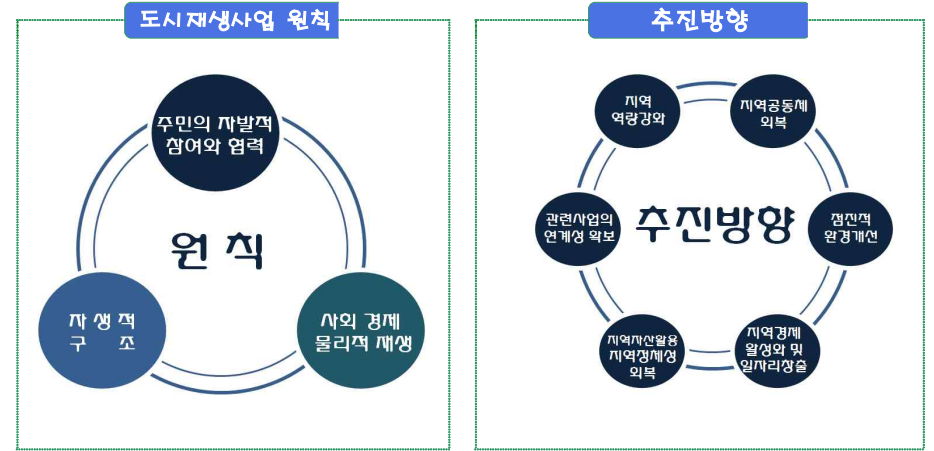 도시재생사업 원칙
주민의 자발적
참여와 협력
원 칙
자 생 적
구 조
사회 경제
물리적 재생
추진방향
지역
역량강화
지역공동체
회복
관련사업의
연계성 확보
추진방향
점진적
환경개선
지역자산활용
지역정체성
회복
지역경제
활성화 및
일자리창출